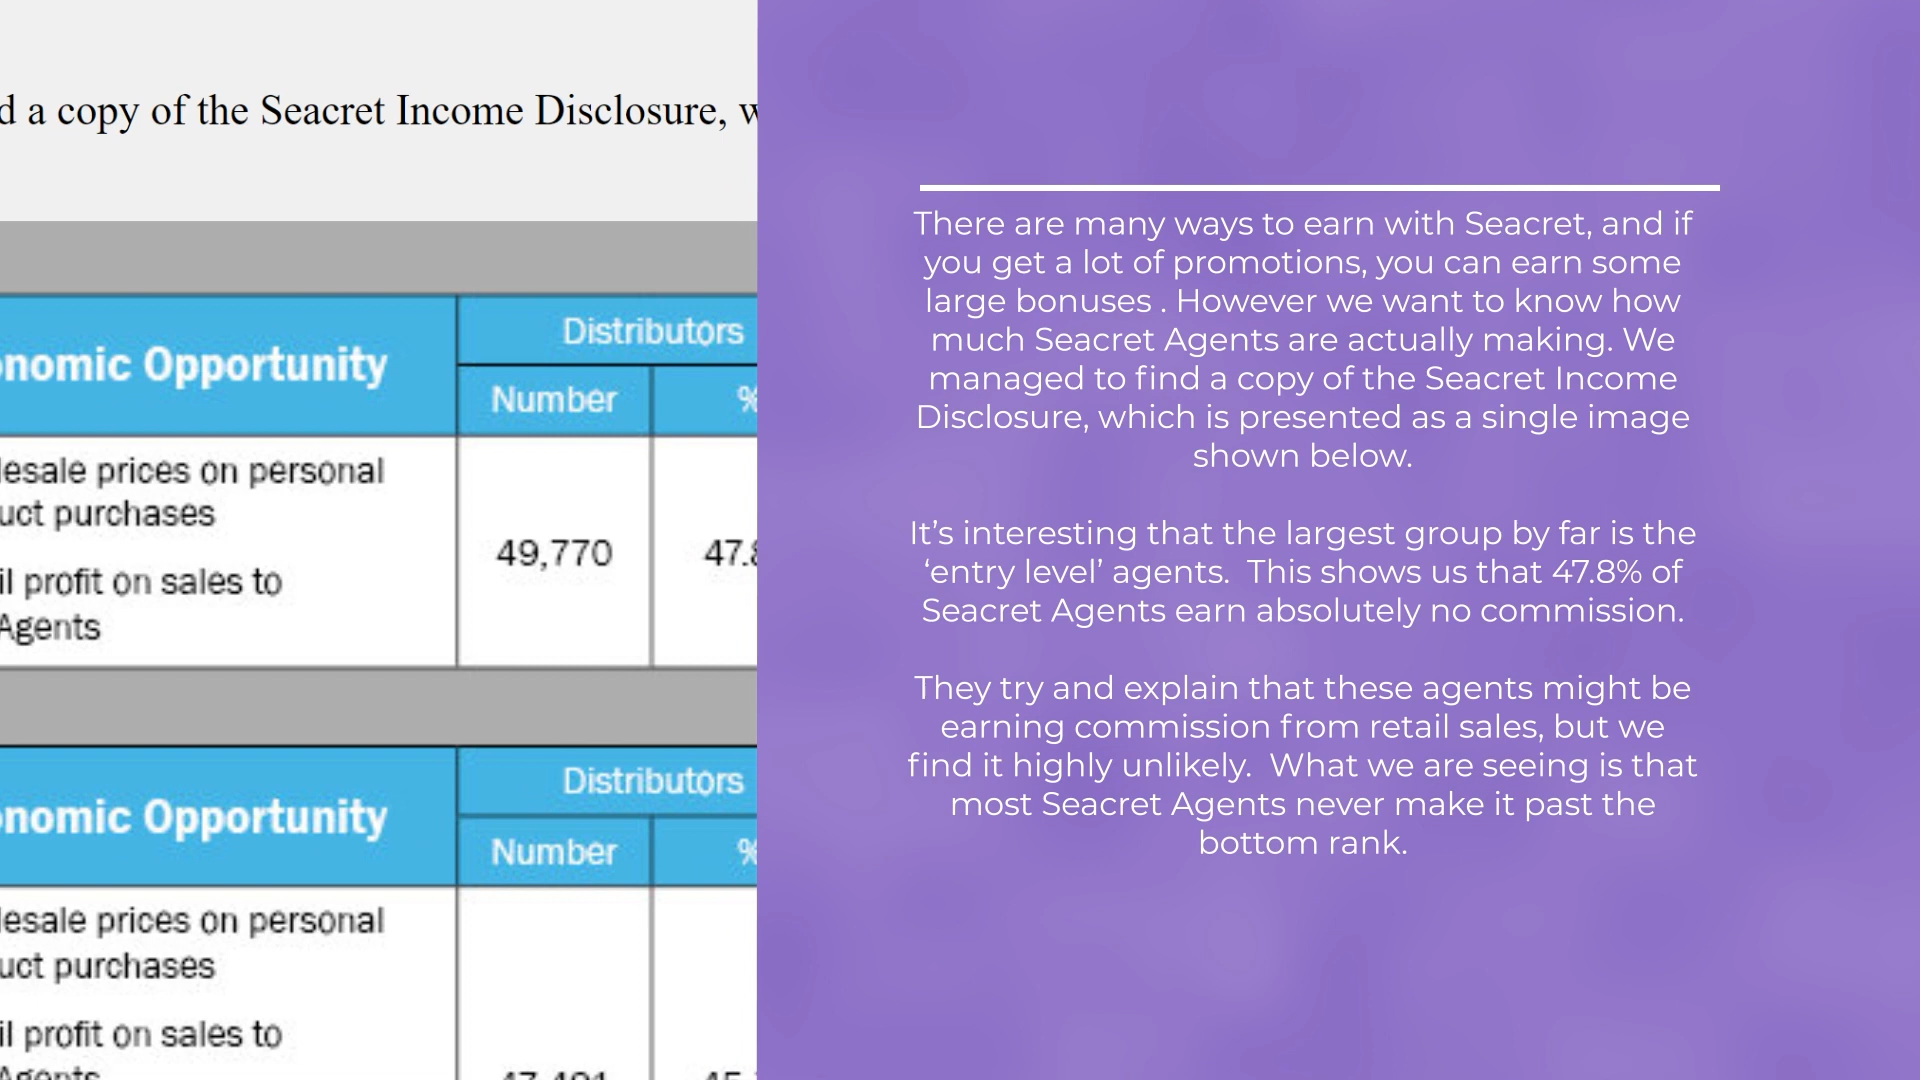 d a copy of the Seacret Income Disclosure,
onomic Opportunity
Distributors
Number
%
lesale prices on personal
uct purchases
49,770
47.8
il profit on sales to
Agents
onomic Opportunity
Distributors
Number
%
lesale prices on personal
uct purchases
il profit on sales to
Agents
There are many ways to earn with Seacret, and if
you get a lot of promotions, you can earn some
large bonuses . However we want to know how
much Seacret Agents are actually making. We
managed to find a copy of the Seacret Income
Disclosure, which is presented as a single image
shown below.
It’s interesting that the largest group by far is the
‘entry level’ agents.  This shows us that 47.8% of
Seacret Agents earn absolutely no commission.
They try and explain that these agents might be
earning commission from retail sales, but we
find it highly unlikely.  What we are seeing is that
most Seacret Agents never make it past the
bottom rank.